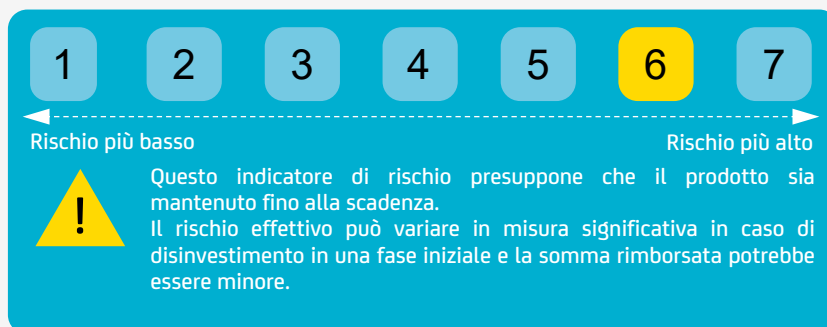 1 2 3 4 5 6 7
Rischio più basso Rischio più alto
!
Questo indicatore di rischio presuppone che il prodotto sia
mantenuto fino alla scadenza.
Il rischio effettivo può variare in misura significativa in caso di
disinvestimento in una fase iniziale e la somma rimborsata potrebbe
essere minore.